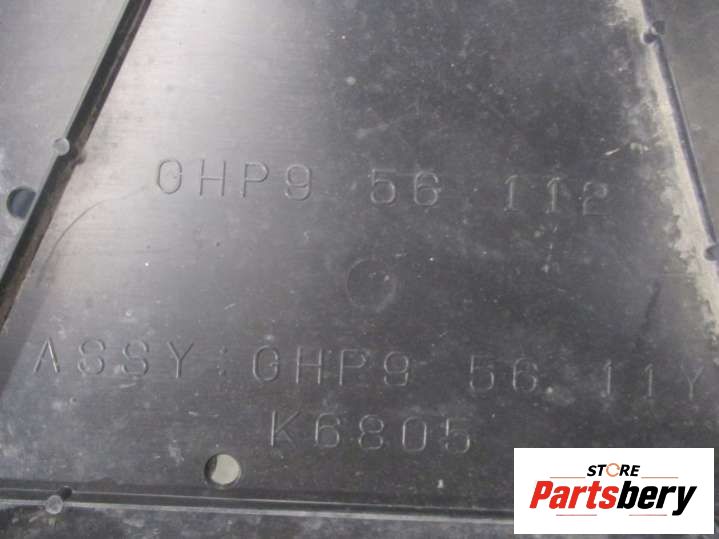 GHP9 56 112
ASSY:GHP9 56 11Y
K6805
STORE
Partsbery